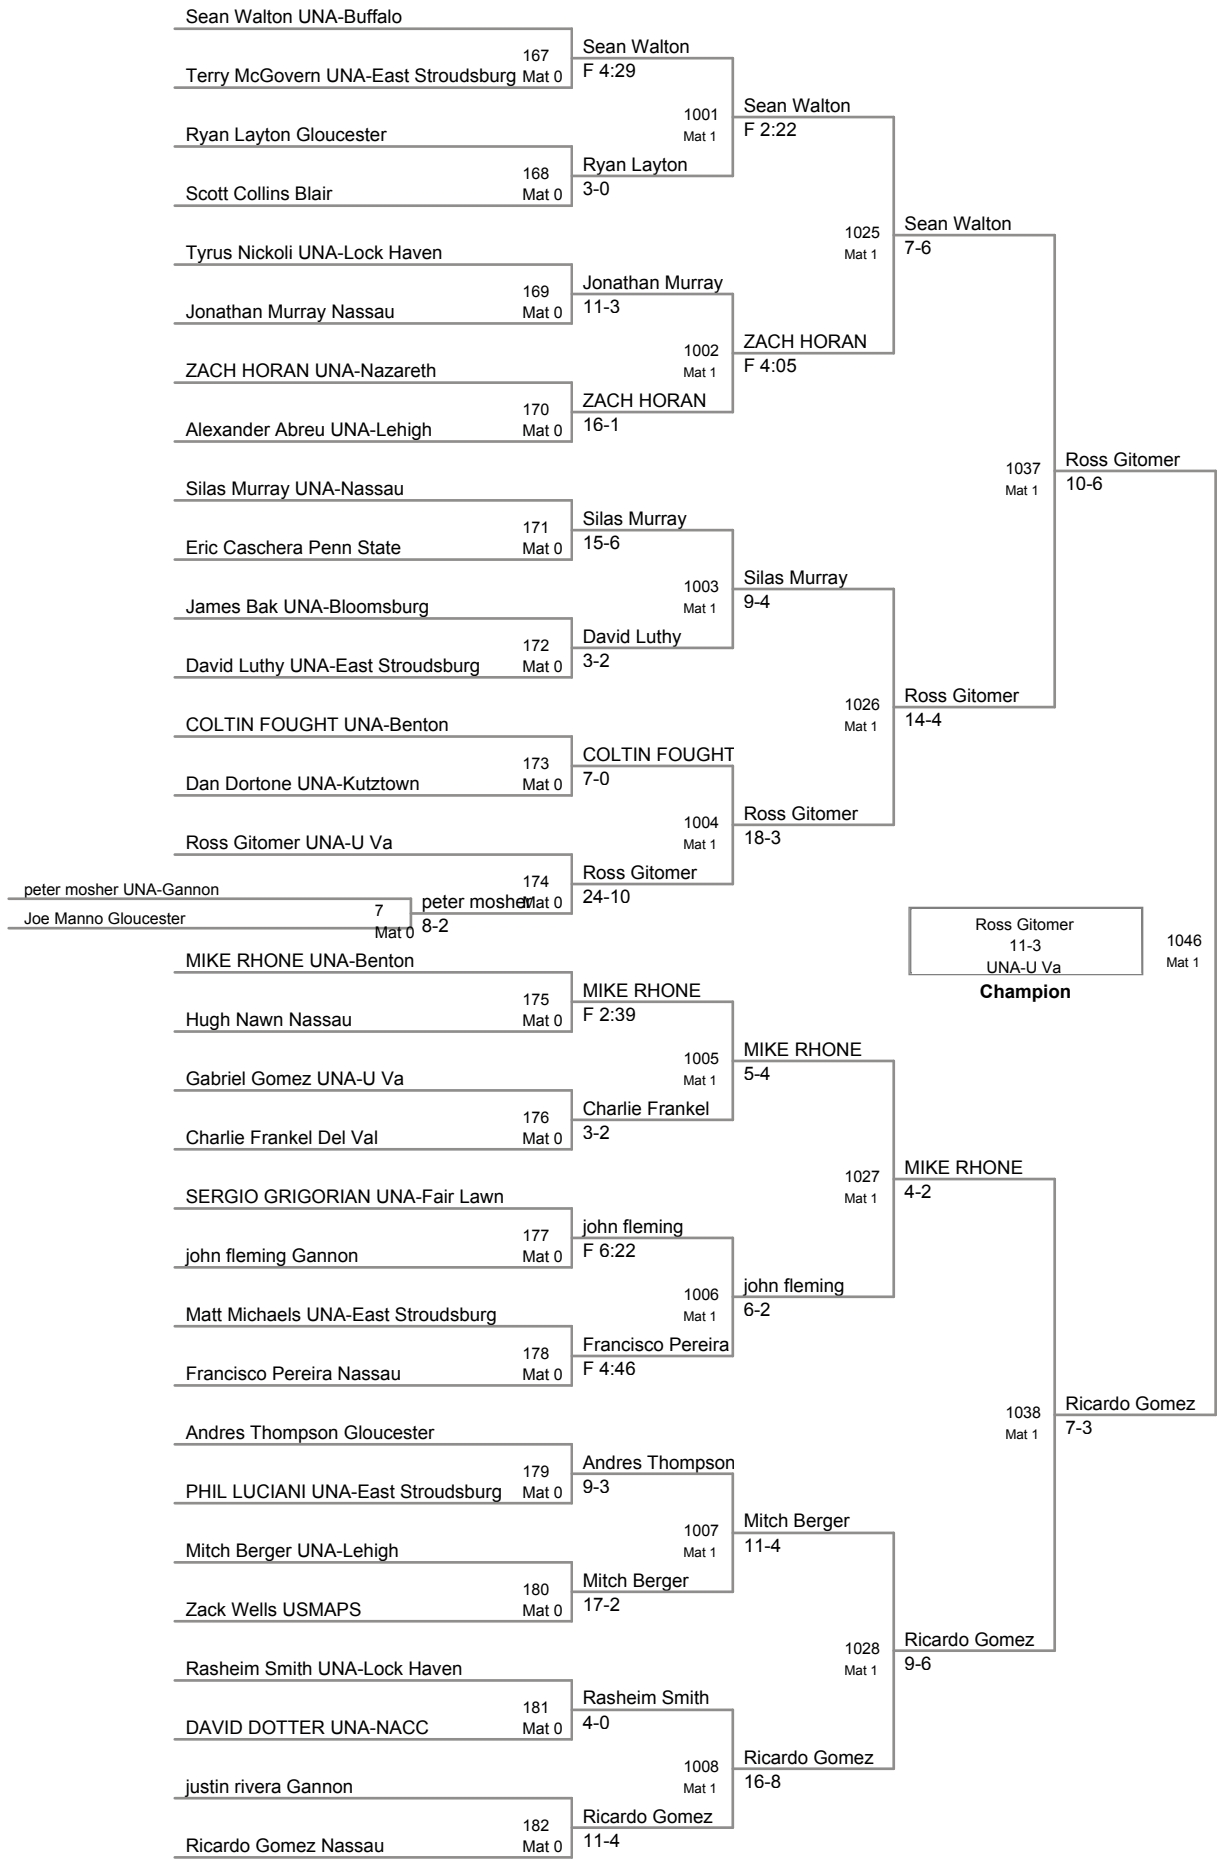 Sean Walton UNA-Buffalo
167
Terry McGovern UNA-East Stroudsburg Mat 0
Sean Walton
F 4:29
1001
Mat 1
Sean Walton
F 2:22
Ryan Layton Gloucester
168
Scott Collins Blair Mat 0
Ryan Layton
3-0
1025
Mat 1
Sean Walton
7-6
Tyrus Nickoli UNA-Lock Haven
169
Jonathan Murray Nassau Mat 0
Jonathan Murray
11-3
1002
Mat 1
ZACH HORAN
F 4:05
ZACH HORAN UNA-Nazareth
170
Alexander Abreu UNA-Lehigh Mat 0
ZACH HORAN
16-1
1037
Mat 1
Ross Gitomer
10-6
Silas Murray UNA-Nassau
171
Eric Caschera Penn State Mat 0
Silas Murray
15-6
1003
Mat 1
Silas Murray
9-4
James Bak UNA-Bloomsburg
172
David Luthy UNA-East Stroudsburg Mat 0
David Luthy
3-2
1026
Mat 1
Ross Gitomer
14-4
COLTIN FOUGHT UNA-Benton
173
Dan Dortone UNA-Kutztown Mat 0
COLTIN FOUGHT
7-0
1004
Mat 1
Ross Gitomer
18-3
Ross Gitomer UNA-U Va
174
Mat 0
Ross Gitomer
24-10
peter mosher UNA-Gannon
7
Joe Manno Gloucester
Mat 0
peter mosher
8-2
Ross Gitomer
11-3
UNA-U Va
Champion
1046
Mat 1
MIKE RHONE UNA-Benton
175
Hugh Nawn Nassau Mat 0
MIKE RHONE
F 2:39
1005
Mat 1
MIKE RHONE
5-4
Gabriel Gomez UNA-U Va
176
Charlie Frankel Del Val Mat 0
Charlie Frankel
3-2
1027
Mat 1
MIKE RHONE
4-2
SERGIO GRIGORIAN UNA-Fair Lawn
177
john fleming Gannon Mat 0
john fleming
F 6:22
1006
Mat 1
john fleming
6-2
Matt Michaels UNA-East Stroudsburg
178
Francisco Pereira Nassau Mat 0
Francisco Pereira
F 4:46
1038
Mat 1
Ricardo Gomez
7-3
Andres Thompson Gloucester
179
PHIL LUCIANI UNA-East Stroudsburg Mat 0
Andres Thompson
9-3
1007
Mat 1
Mitch Berger
11-4
Mitch Berger UNA-Lehigh
180
Zack Wells USMAPS Mat 0
Mitch Berger
17-2
1028
Mat 1
Ricardo Gomez
9-6
Rasheim Smith UNA-Lock Haven
181
DAVID DOTTER UNA-NACC Mat 0
Rasheim Smith
4-0
1008
Mat 1
Ricardo Gomez
16-8
justin rivera Gannon
182
Ricardo Gomez Nassau Mat 0
Ricardo Gomez
11-4